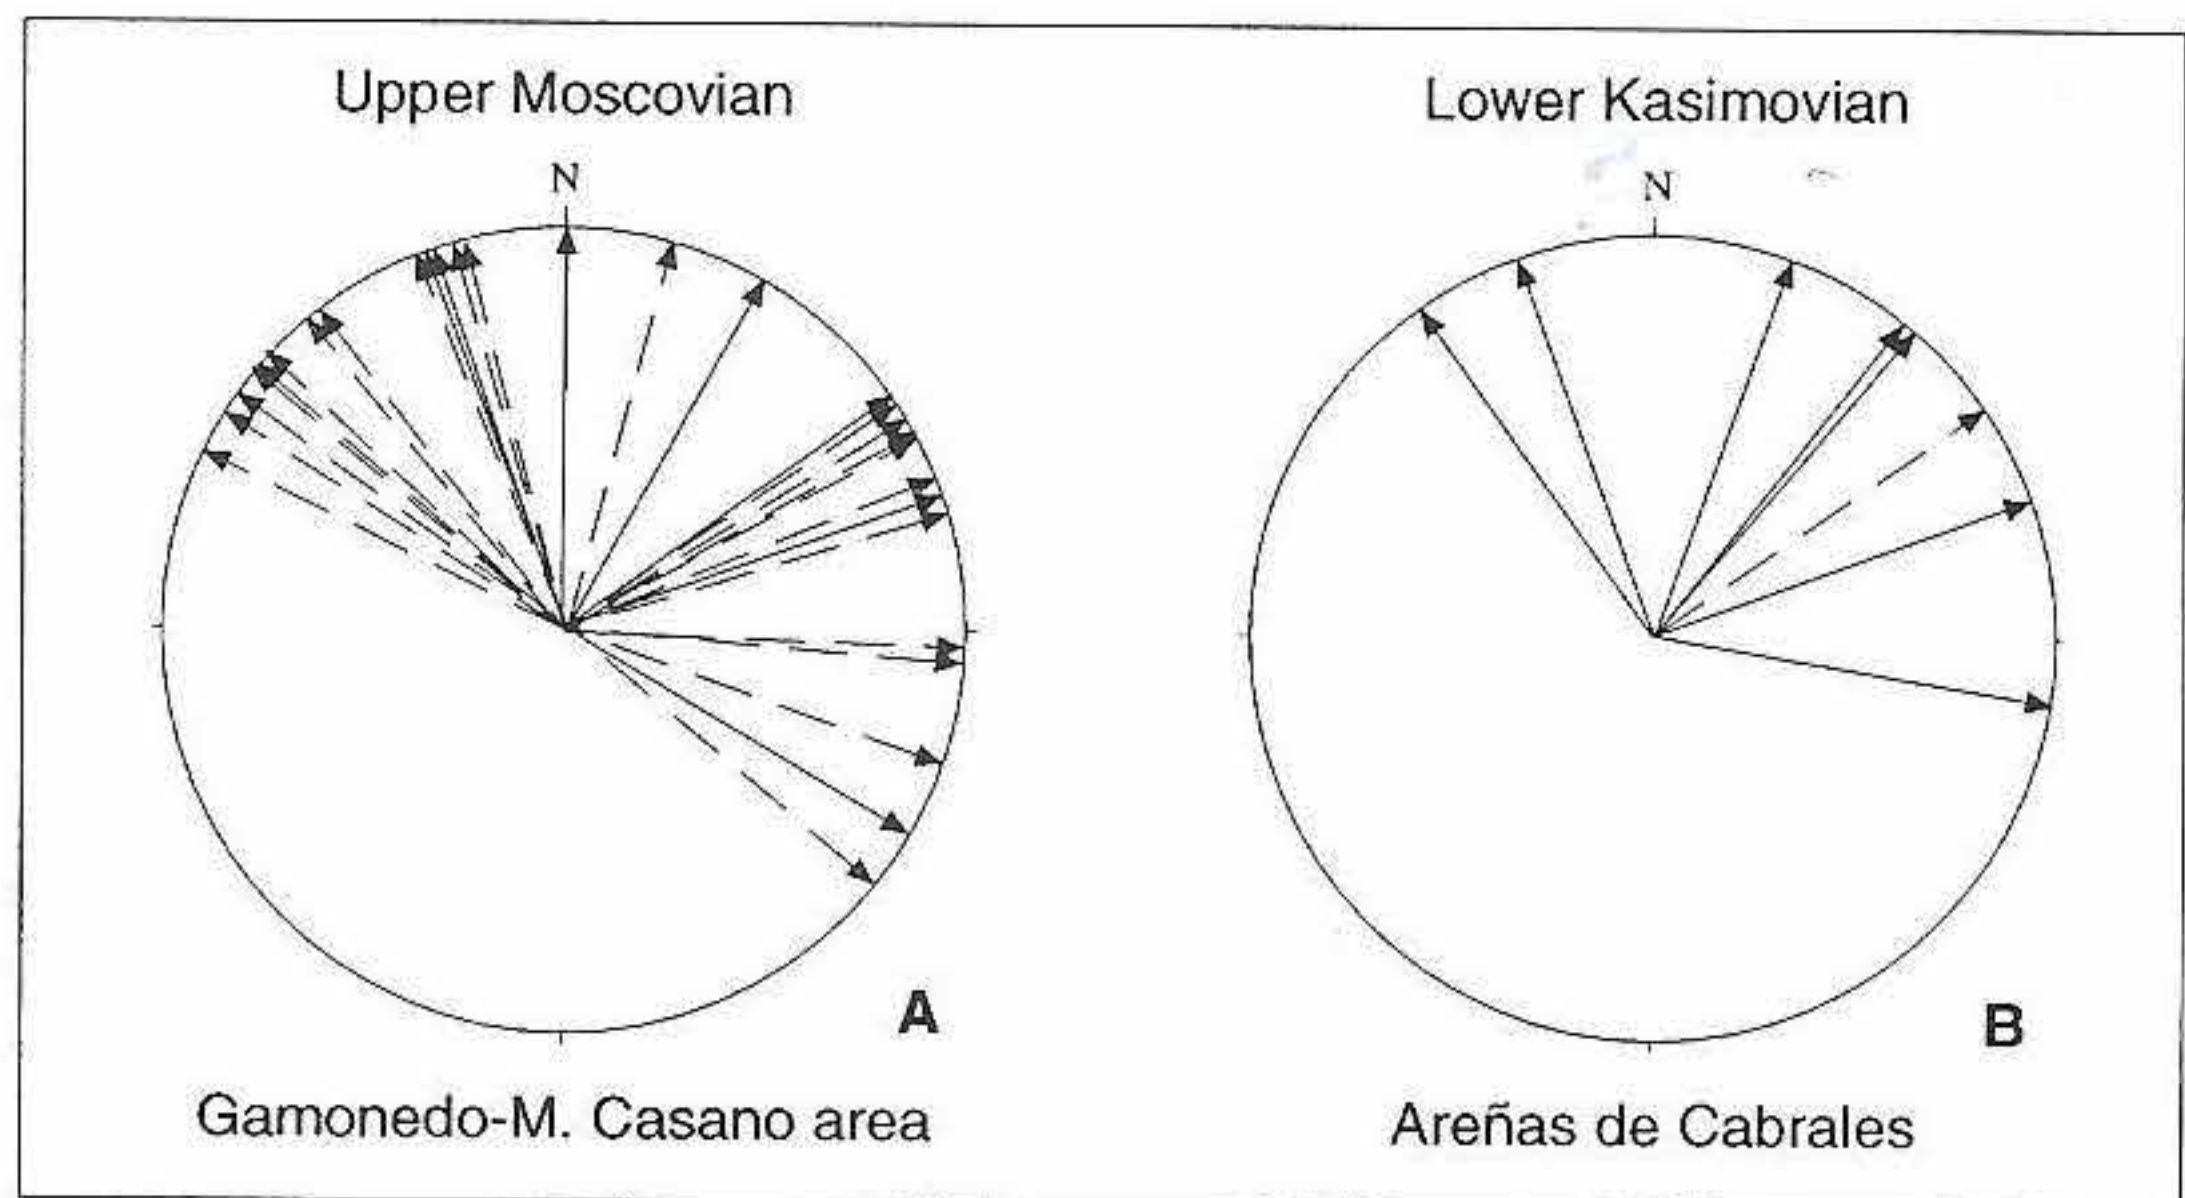 Upper Moscovian
N
A
Gamonedo-M. Casano area
Lower Kasimovian
N
B
Areñas de Cabrales